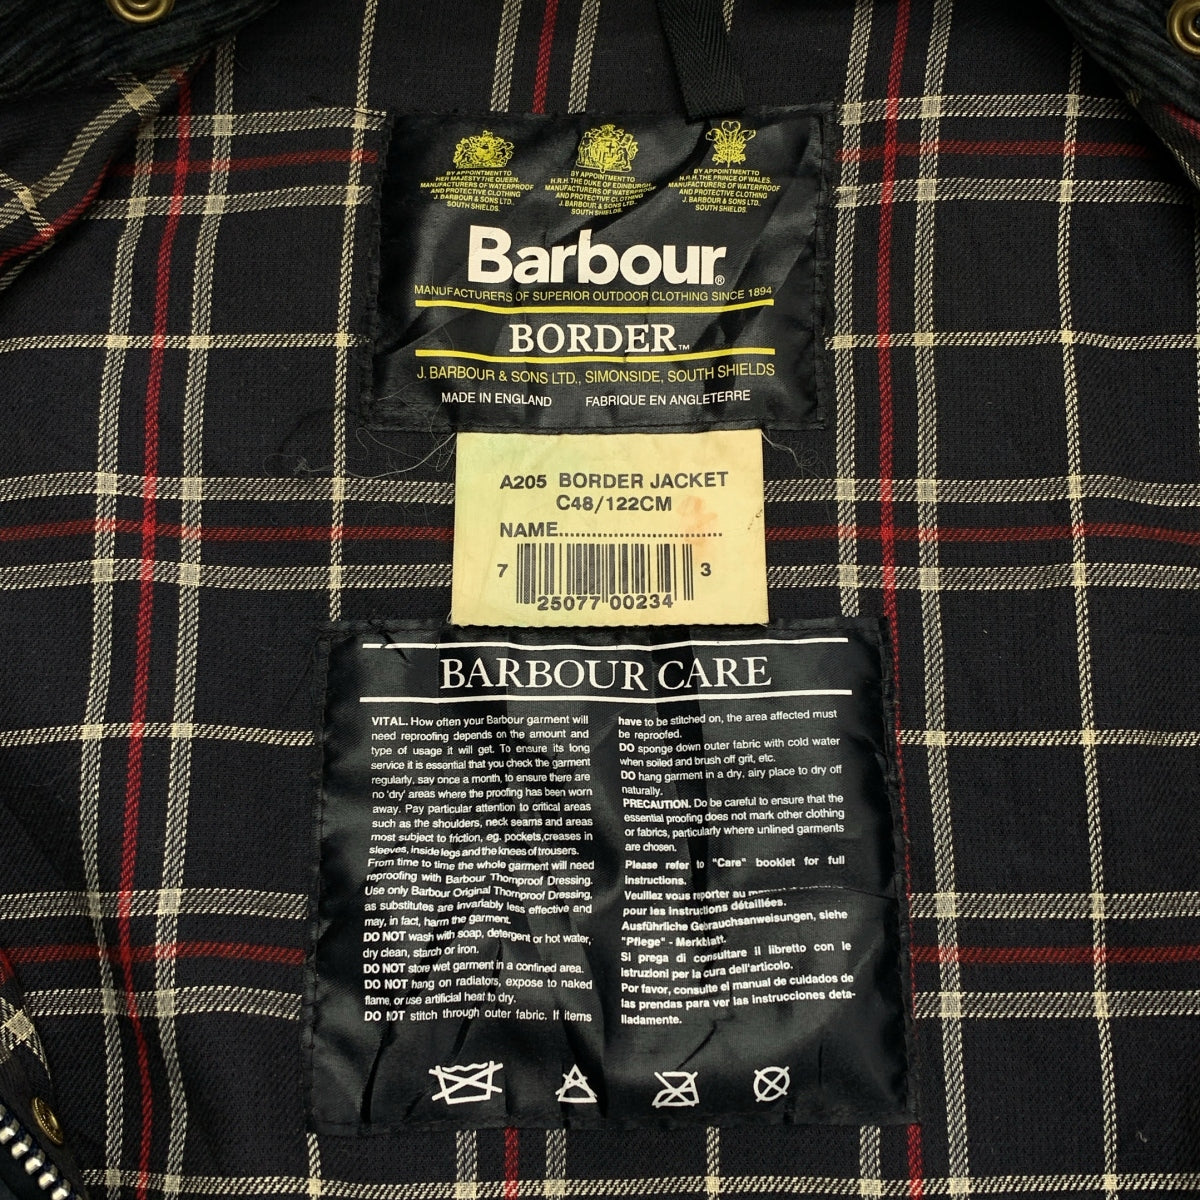 BY APPOINTMENT TO
HER MAJESTY THE QUEEN
MANUFACTURERS OF WATERPROOF
AND PROTECTIVE CLOTHING
J. BARBOUR & SONS LTD.,
SOUTH SHIELDS.
BY APPOINTMENT TO
H.R.H. THE DUKE OF EDINBURGH
MANUFACTURERS OF WATERPROOF
AND PROTECTIVE CLOTHING
J. BARBOUR & SONS LTD.,
SOUTH SHIELDS.
BY APPOINTMENT TO
H.R.H. THE PRINCE OF WALES
MANUFACTURERS OF WATERPROOF
AND PROTECTIVE CLOTHING
J. BARBOUR & SONS LTD.,
SOUTH SHIELDS.
Barbour®
MANUFACTURERS OF SUPERIOR OUTDOOR CLOTHING SINCE 1894
BORDER™
J. BARBOUR & SONS LTD., SIMONSIDE, SOUTH SHIELDS
MADE IN ENGLAND FABRIQUE EN ANGLETERRE
A205 BORDER JACKET
C48/122CM
NAME..............................
7 25077 00234 3
BARBOUR CARE
VITAL. How often your Barbour garment will
need reproofing depends on the amount and
type of usage it will get. To ensure its long
service it is essential that you check the garment
regularly, say once a month, to ensure there are
no 'dry' areas where the proofing has been worn
away. Pay particular attention to critical areas
such as the shoulders, neck seams and areas
most subject to friction, eg. pockets,creases in
sleeves, inside legs and the knees of trousers.
From time to time the whole garment will need
reproofing with Barbour Thornproof Dressing.
Use only Barbour Original Thornproof Dressing,
as substitutes are invariably less effective and
may, in fact, harm the garment.
DO NOT wash with soap, detergent or hot water,
dry clean, starch or iron.
DO NOT store wet garment in a confined area.
DO NOT hang on radiators, expose to naked
flame, or use artificial heat to dry.
DO NOT stitch through outer fabric. If items
have to be stitched on, the area affected must
be reproofed.
DO sponge down outer fabric with cold water
when soiled and brush off grit, etc.
DO hang garment in a dry, airy place to dry off
naturally.
PRECAUTION. Do be careful to ensure that the
essential proofing does not mark other clothing
or fabrics, particularly where unlined garments
are chosen.
Please refer to "Care" booklet for full
instructions.
Veuillez vous reporter au
pour les instructions détaillées.
Ausführliche Gebrauchsanweisungen, siehe
"Pflege" - Merkblatt.
Si prega di consultare il libretto con le
istruzioni per la cura dell'articolo.
Por favor, consulte el manual de cuidados de
las prendas para ver las instrucciones deta-
lladamente.